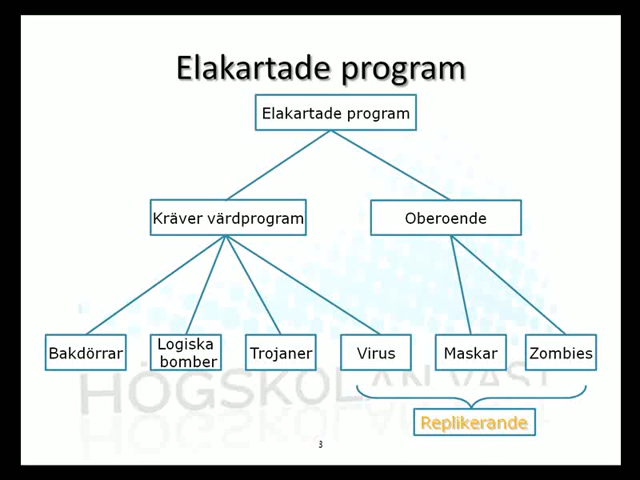 Elakartade program
Elakartade program
Kräver värdprogram
Oberoende
Bakdörrar
Logiska
bomber
Trojaner
Virus
Maskar
Zombies
HÖGSKOLAN VÄST
Replikerande
3